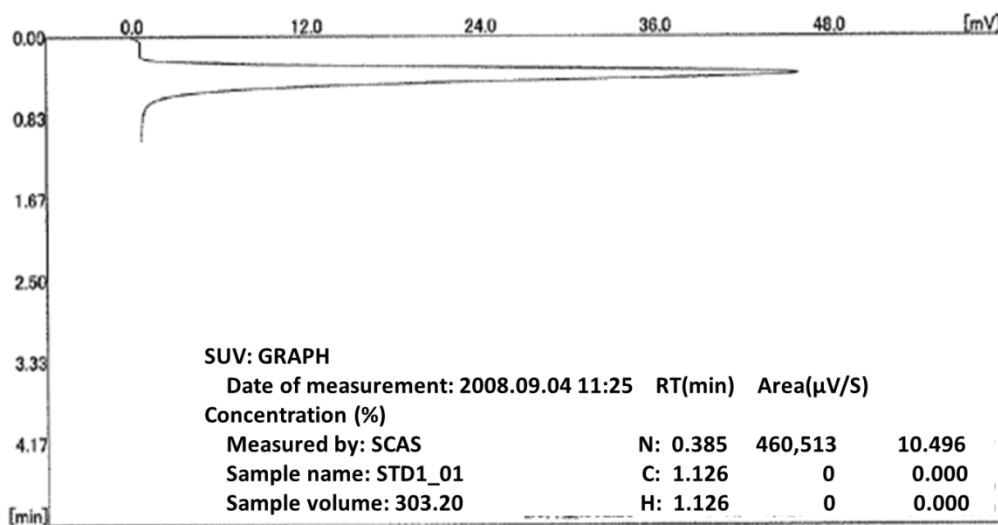 0.0 12.0 24.0 36.0 48.0 [mV]
0.00
0.83
1.67
2.50
3.33
SUV: GRAPH
Date of measurement: 2008.09.04 11:25 RT(min) Area(µV/S)
Concentration (%)
4.17 Measured by: SCAS N: 0.385 460,513 10.496
Sample name: STD1_01 C: 1.126 0 0.000
[min] Sample volume: 303.20 H: 1.126 0 0.000